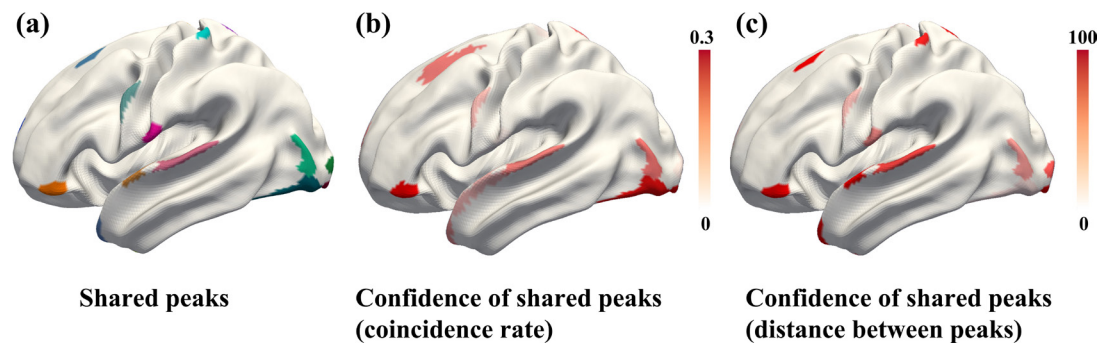 (a)
(b)
(c)
0.3
0
100
0
Shared peaks
Confidence of shared peaks
(coincidence rate)
Confidence of shared peaks
(distance between peaks)